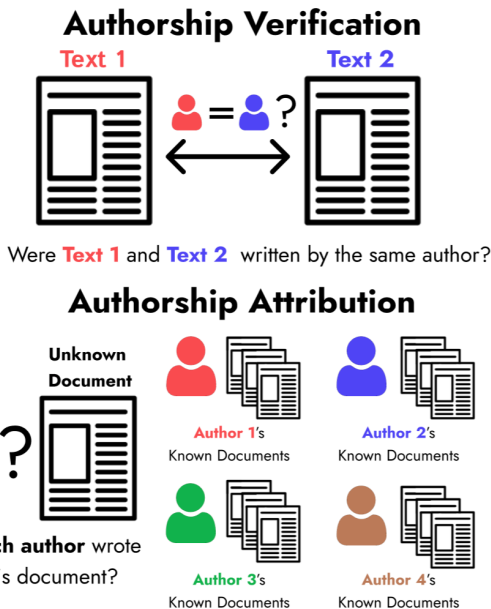 Authorship Verification
Text 1
Text 2
= ?
Were Text 1 and Text 2 written by the same author?
Authorship Attribution
Unknown
Document
?
Author 1's
Known Documents
Author 2's
Known Documents
ch author wrote
s document?
Author 3's
Known Documents
Author 4's
Known Documents